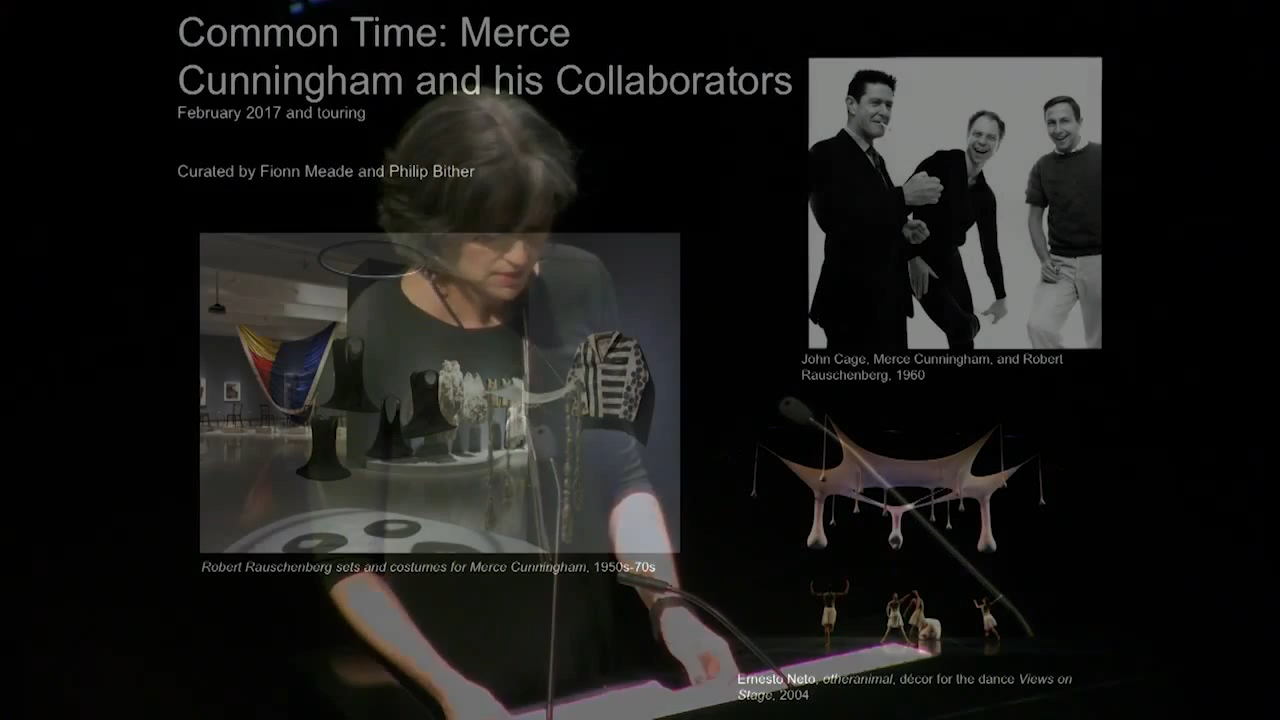 Common Time: Merce
Cunningham and his Collaborators
February 2017 and touring
Curated by Fionn Meade and Philip Bither
John Cage, Merce Cunningham, and Robert
Rauschenberg, 1960
Robert Rauschenberg sets and costumes for Merce Cunningham, 1950s-70s
Ernesto Neto, otheranimal, décor for the dance Views on
Stage, 2004